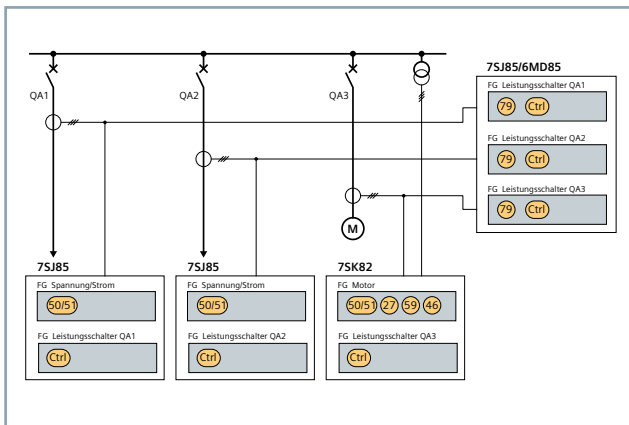 7SJ85/6MD85
FG Leistungsschalter QA1
79 Ctrl
FG Leistungsschalter QA2
79 Ctrl
FG Leistungsschalter QA3
79 Ctrl
QA1
QA2
QA3
M
7SJ85
FG Spannung/Strom
50/51
FG Leistungsschalter QA1
Ctrl
7SJ85
FG Spannung/Strom
50/51
FG Leistungsschalter QA2
Ctrl
7SK82
FG Motor
50/51 27 59 46
FG Leistungsschalter QA3
Ctrl